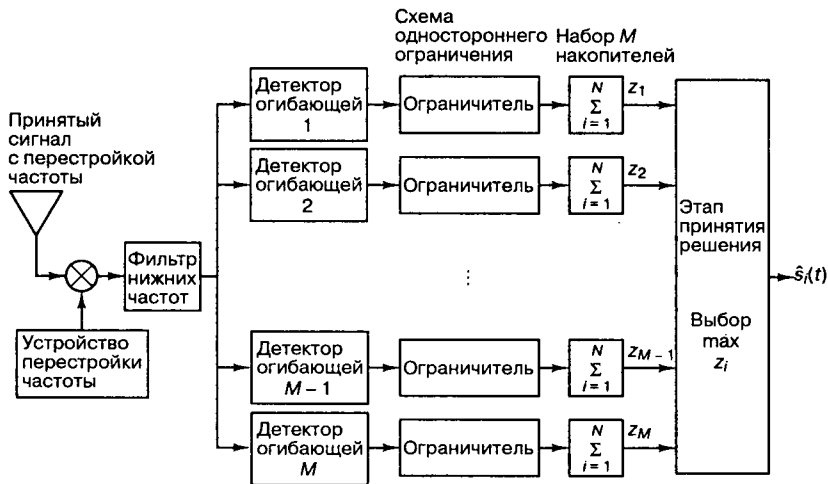 Схема
одностороннего
ограничения
Набор M
накопителей
Принятый
сигнал
с перестройкой
частоты
Фильтр
нижних
частот
Устройство
перестройки
частоты
Детектор
огибающей
1
Ограничитель
N
Σ
i = 1
z1
Детектор
огибающей
2
Ограничитель
N
Σ
i = 1
z2
⋮
Детектор
огибающей
M – 1
Ограничитель
N
Σ
i = 1
zM – 1
Детектор
огибающей
M
Ограничитель
N
Σ
i = 1
zM
Этап
принятия
решения
Выбор
max
zi
ŝi(t)